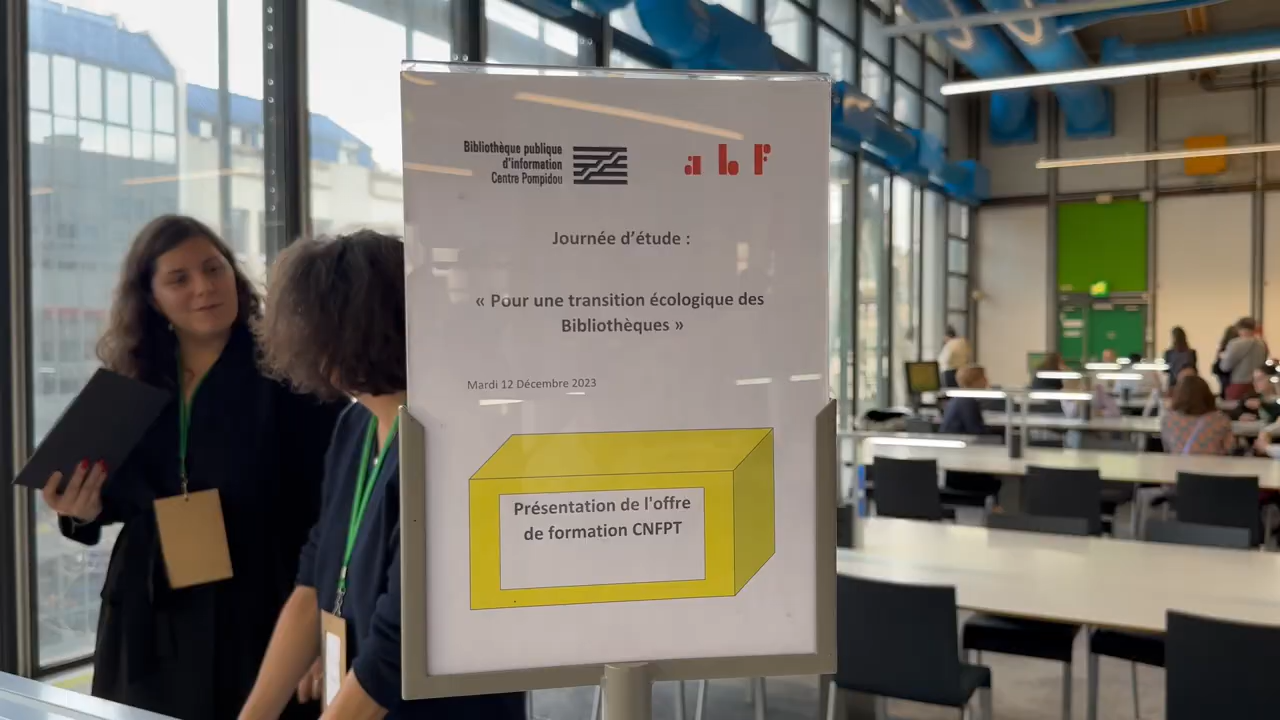 Bibliothèque publique
d'information
Centre Pompidou
abf
Journée d'étude :
« Pour une transition écologique des
Bibliothèques »
Mardi 12 Décembre 2023
Présentation de l'offre
de formation CNFPT